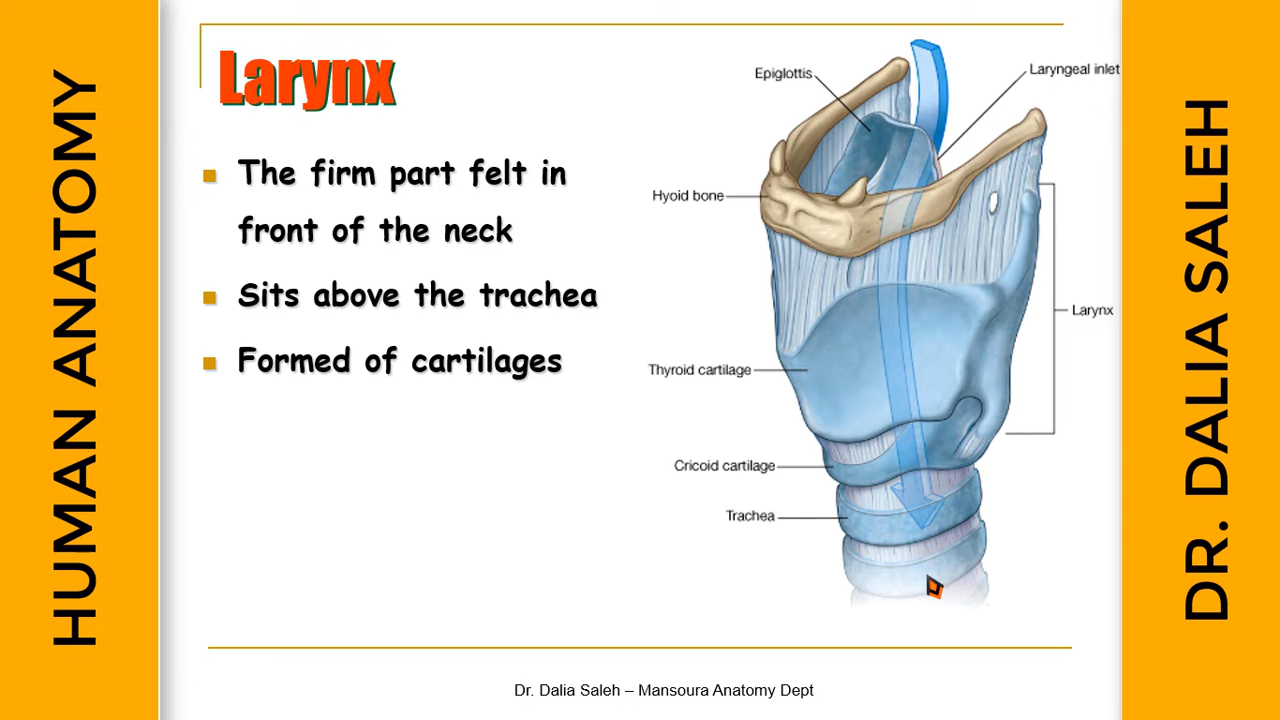 HUMAN ANATOMY
Larynx
The firm part felt in
front of the neck
Sits above the trachea
Formed of cartilages
Epiglottis
Laryngeal inlet
Hyoid bone
Larynx
Thyroid cartilage
Cricoid cartilage
Trachea
Dr. Dalia Saleh – Mansoura Anatomy Dept
DR. DALIA SALEH